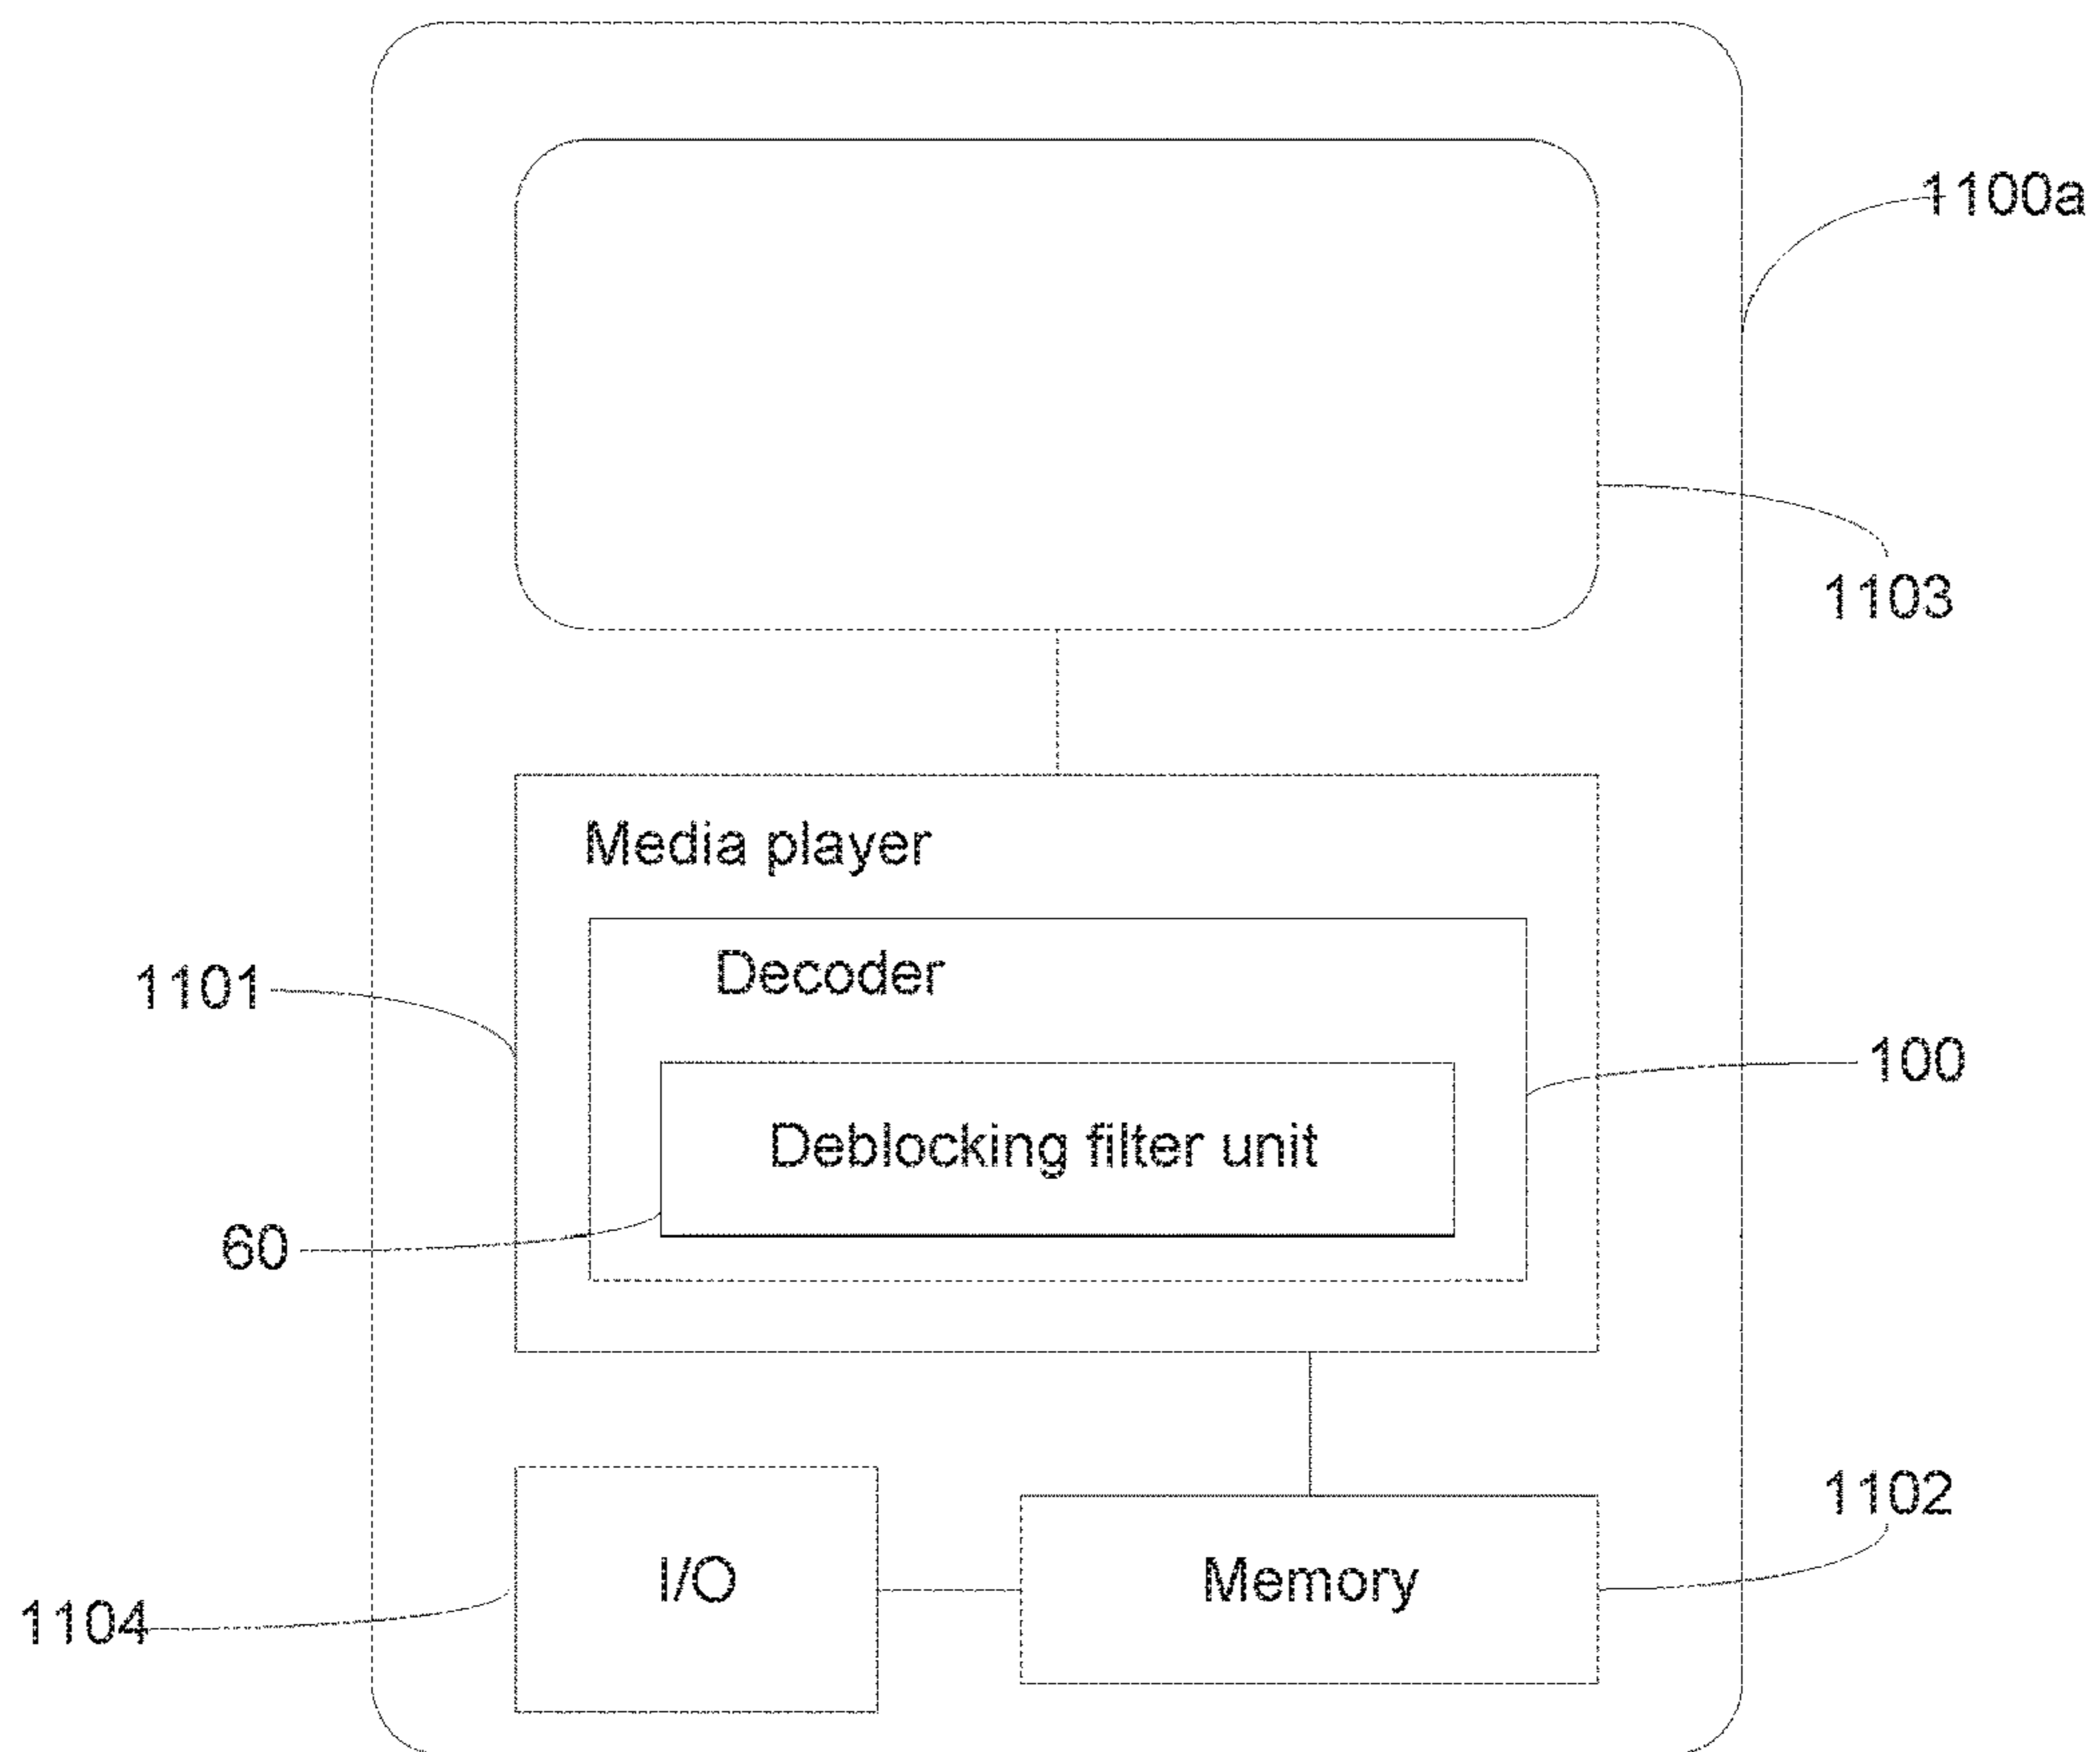 1100a
1103
Media player
Decoder
1101
100
Deblocking filter unit
60
1102
I/O
Memory
1104